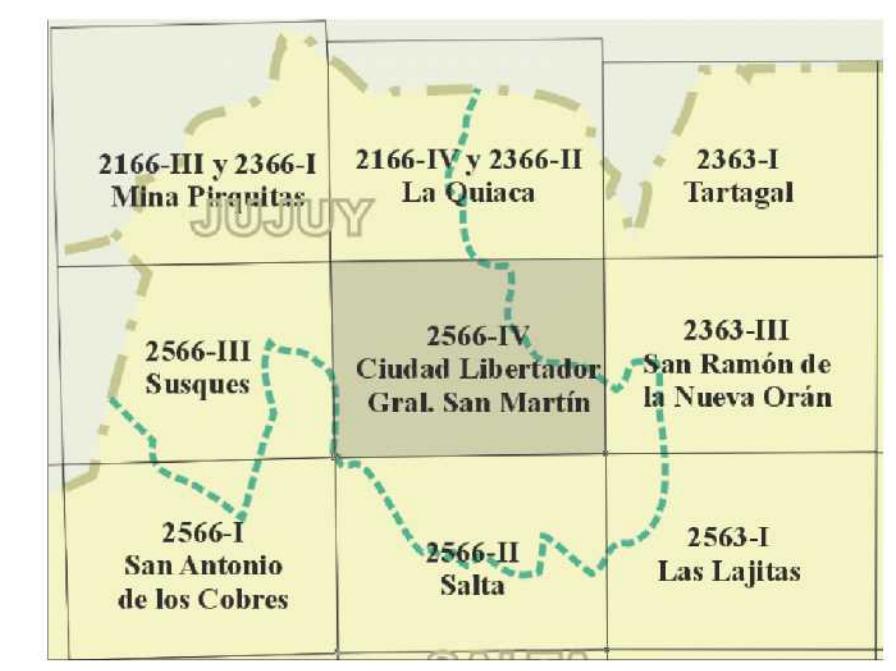 2166-III y 2366-I
Mina Pirquitas
2166-IV y 2366-II
La Quiaca
2363-I
Tartagal
JUJUY
2566-III
Susques
2566-IV
Ciudad Libertador
Gral. San Martín
2363-III
San Ramón de
la Nueva Orán
2566-I
San Antonio
de los Cobres
2566-II
Salta
2563-I
Las Lajitas
SALTA